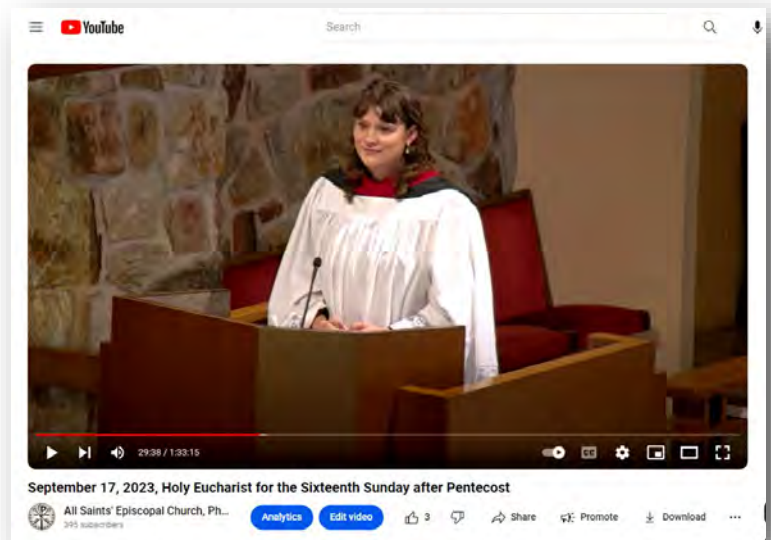 YouTube
Search
29:38 / 1:33:15
CC
September 17, 2023, Holy Eucharist for the Sixteenth Sunday after Pentecost
All Saints' Episcopal Church, Ph...
395 subscribers
Analytics
Edit video
3
Share
Promote
Download
...